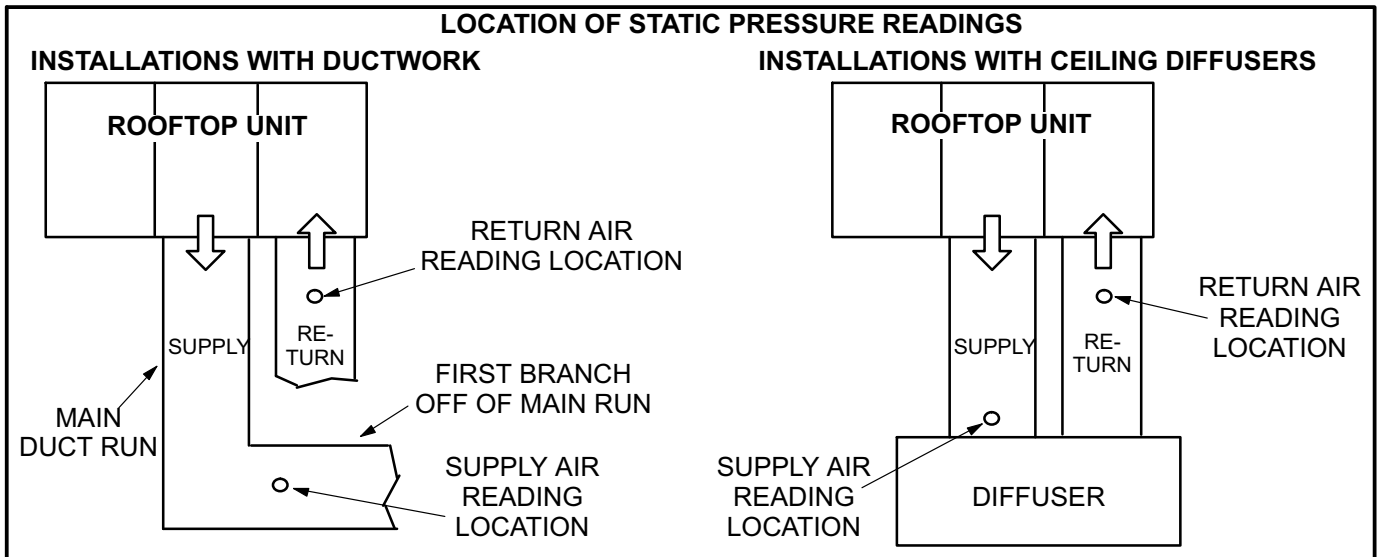 LOCATION OF STATIC PRESSURE READINGS
INSTALLATIONS WITH DUCTWORK
ROOFTOP UNIT
RETURN AIR
READING LOCATION
SUPPLY
RE-
TURN
FIRST BRANCH
OFF OF MAIN RUN
MAIN
DUCT RUN
SUPPLY AIR
READING
LOCATION
INSTALLATIONS WITH CEILING DIFFUSERS
ROOFTOP UNIT
RETURN AIR
READING
LOCATION
SUPPLY
RE-
TURN
SUPPLY AIR
READING
LOCATION
DIFFUSER